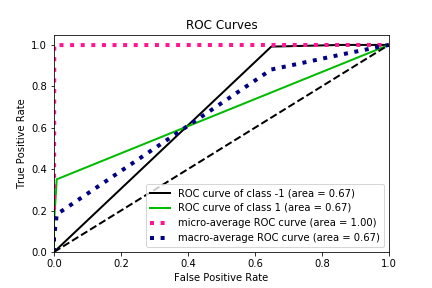 ROC Curves
True Positive Rate
1.0
0.8
0.6
0.4
0.2
0.0
ROC curve of class -1 (area = 0.67)
ROC curve of class 1 (area = 0.67)
micro-average ROC curve (area = 1.00)
macro-average ROC curve (area = 0.67)
0.0 0.2 0.4 0.6 0.8 1.0
False Positive Rate